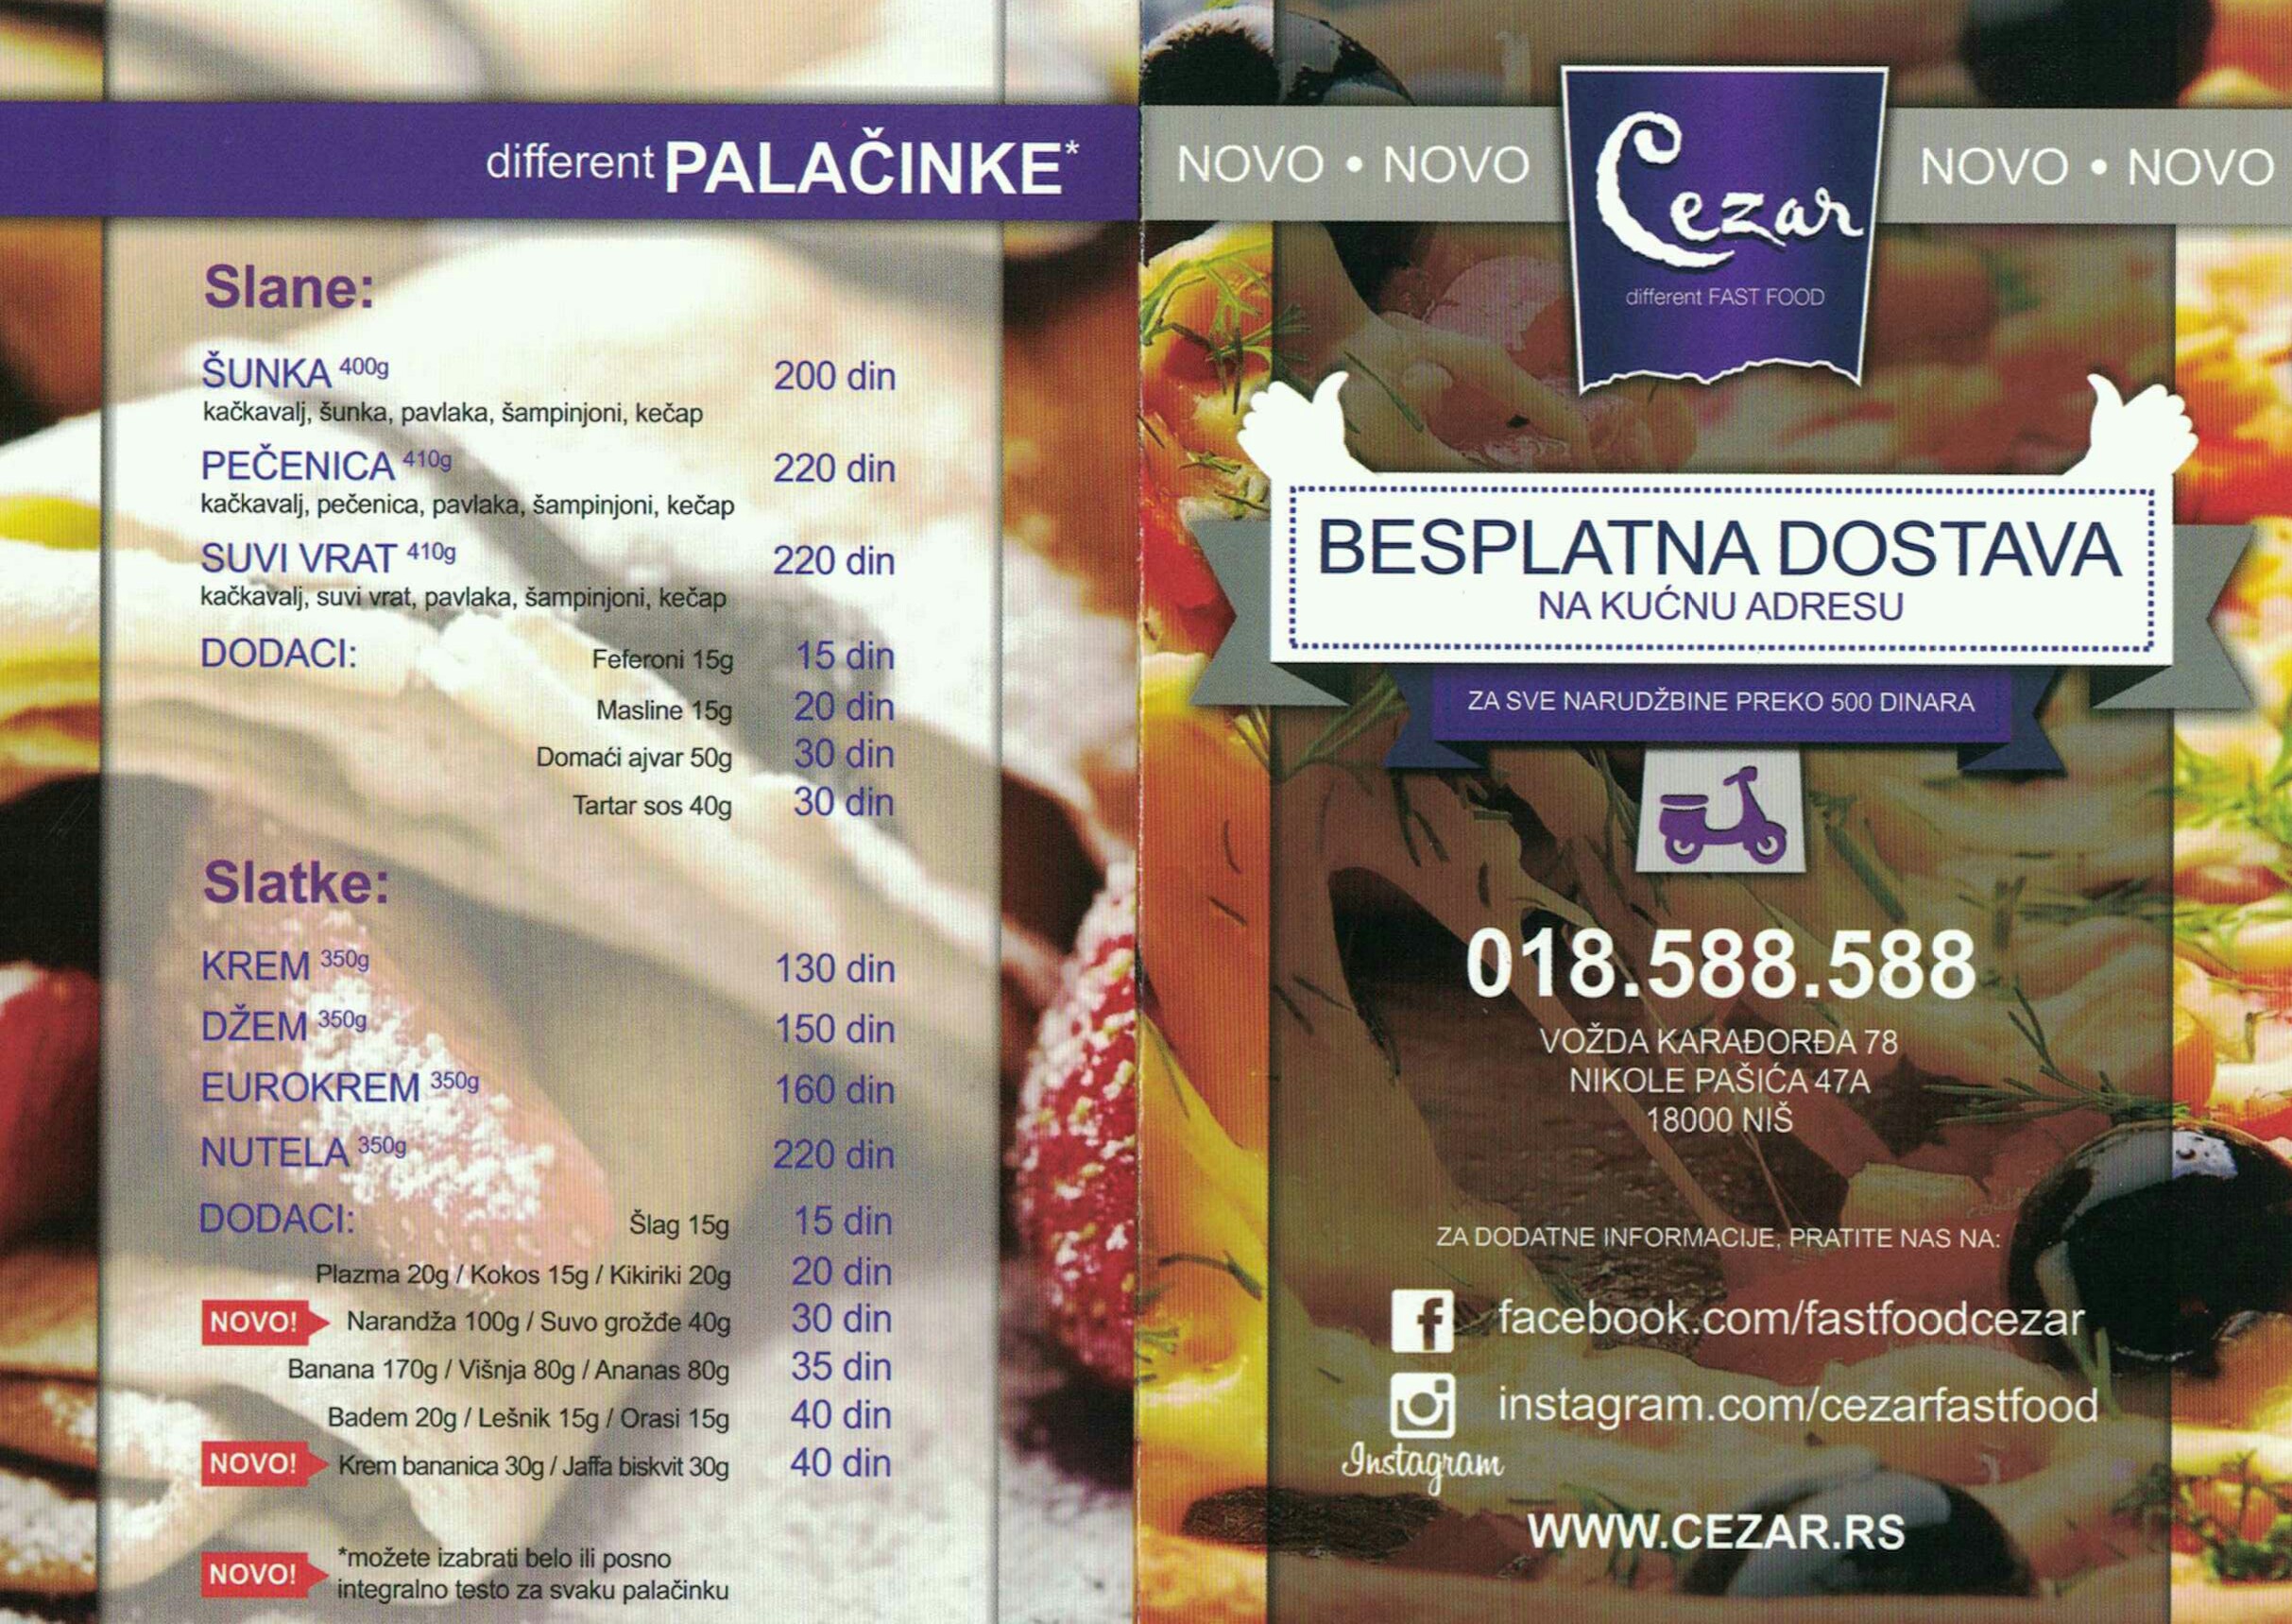 different PALAČINKE*
Slane:
ŠUNKA 400g 200 din
kačkavalj, šunka, pavlaka, šampinjoni, kečap
PEČENICA 410g 220 din
kačkavalj, pečenica, pavlaka, šampinjoni, kečap
SUVI VRAT 410g 220 din
kačkavalj, suvi vrat, pavlaka, šampinjoni, kečap
DODACI: Feferoni 15g 15 din
Masline 15g 20 din
Domaći ajvar 50g 30 din
Tartar sos 40g 30 din
Slatke:
KREM 350g 130 din
DŽEM 350g 150 din
EUROKREM 350g 160 din
NUTELA 350g 220 din
DODACI: Šlag 15g 15 din
Plazma 20g / Kokos 15g / Kikiriki 20g 20 din
NOVO! Narandža 100g / Suvo grožđe 40g 30 din
Banana 170g / Višnja 80g / Ananas 80g 35 din
Badem 20g / Lešnik 15g / Orasi 15g 40 din
NOVO! Krem bananica 30g / Jaffa biskvit 30g 40 din
NOVO! *možete izabrati belo ili posno
integralno testo za svaku palačinku
NOVO • NOVO Cezar NOVO • NOVO
different FAST FOOD
BESPLATNA DOSTAVA
NA KUĆNU ADRESU
ZA SVE NARUDŽBINE PREKO 500 DINARA
018.588.588
VOŽDA KARAĐORĐA 78
NIKOLE PAŠIĆA 47A
18000 NIŠ
ZA DODATNE INFORMACIJE, PRATITE NAS NA:
f facebook.com/fastfoodcezar
instagram.com/cezarfastfood
Instagram
WWW.CEZAR.RS